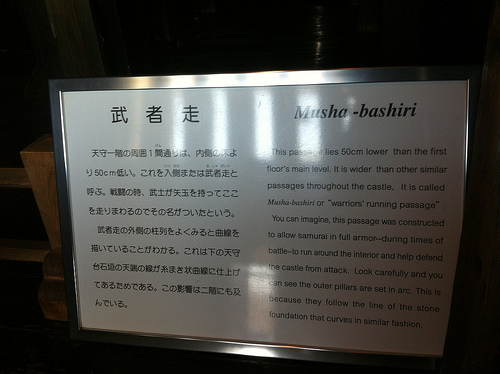 武者走
天守一階の周囲1間通りは、内側の床よ
り50cm低い。これを入側または武者走と
呼ぶ。戦闘の時、武士が矢玉を持ってここ
を走りまわるのでその名がついたという。
武者走の外側の柱列をよくみると曲線を
描いていることがわかる。これは下の天守
台石垣の天端の線が糸まき状曲線に仕上げ
てあるためである。この影響は二階にも及
んでいる。
Musha-bashiri
This passage lies 50cm lower than the first
floor's main level. It is wider than other similar
passages throughout the castle. It is called
Musha-bashiri or "warriors' running passage".
You can imagine, this passage was constructed
to allow samurai in full armor--during times of
battle--to run around the interior and help defend
the castle from attack. Look carefully and you
can see the outer pillars are set in arc. This is
because they follow the line of the stone
foundation that curves in similar fashion.